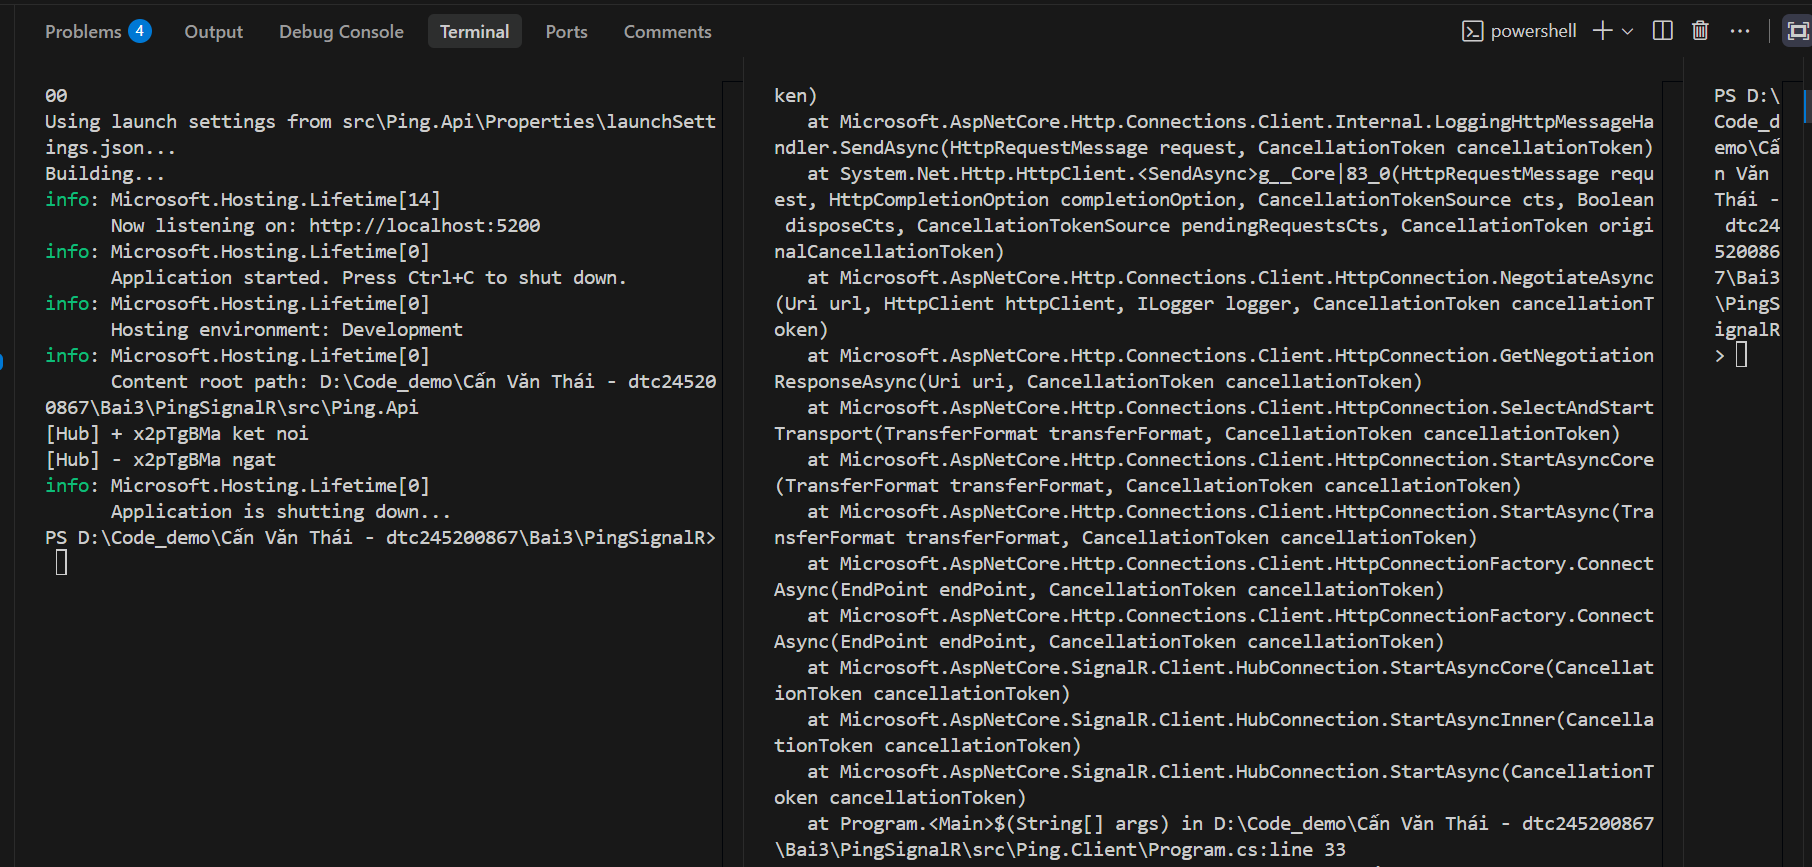 Problems 4 Output Debug Console Terminal Ports Comments powershell
00
Using launch settings from src\Ping.Api\Properties\launchSett
ings.json...
Building...
info: Microsoft.Hosting.Lifetime[14]
      Now listening on: http://localhost:5200
info: Microsoft.Hosting.Lifetime[0]
      Application started. Press Ctrl+C to shut down.
info: Microsoft.Hosting.Lifetime[0]
      Hosting environment: Development
info: Microsoft.Hosting.Lifetime[0]
      Content root path: D:\Code_demo\Cấn Văn Thái - dtc24520
0867\Bai3\PingSignalR\src\Ping.Api
[Hub] + x2pTgBMa ket noi
[Hub] - x2pTgBMa ngat
info: Microsoft.Hosting.Lifetime[0]
      Application is shutting down...
PS D:\Code_demo\Cấn Văn Thái - dtc245200867\Bai3\PingSignalR>
ken)
   at Microsoft.AspNetCore.Http.Connections.Client.Internal.LoggingHttpMessageHa
ndler.SendAsync(HttpRequestMessage request, CancellationToken cancellationToken)
   at System.Net.Http.HttpClient.<SendAsync>g__Core|83_0(HttpRequestMessage requ
est, HttpCompletionOption completionOption, CancellationTokenSource cts, Boolean
 disposeCts, CancellationTokenSource pendingRequestsCts, CancellationToken origi
nalCancellationToken)
   at Microsoft.AspNetCore.Http.Connections.Client.HttpConnection.NegotiateAsync
(Uri url, HttpClient httpClient, ILogger logger, CancellationToken cancellationT
oken)
   at Microsoft.AspNetCore.Http.Connections.Client.HttpConnection.GetNegotiation
ResponseAsync(Uri uri, CancellationToken cancellationToken)
   at Microsoft.AspNetCore.Http.Connections.Client.HttpConnection.SelectAndStart
Transport(TransferFormat transferFormat, CancellationToken cancellationToken)
   at Microsoft.AspNetCore.Http.Connections.Client.HttpConnection.StartAsyncCore
(TransferFormat transferFormat, CancellationToken cancellationToken)
   at Microsoft.AspNetCore.Http.Connections.Client.HttpConnection.StartAsync(Tra
nsferFormat transferFormat, CancellationToken cancellationToken)
   at Microsoft.AspNetCore.Http.Connections.Client.HttpConnectionFactory.Connect
Async(EndPoint endPoint, CancellationToken cancellationToken)
   at Microsoft.AspNetCore.Http.Connections.Client.HttpConnectionFactory.Connect
Async(EndPoint endPoint, CancellationToken cancellationToken)
   at Microsoft.AspNetCore.SignalR.Client.HubConnection.StartAsyncCore(Cancellat
ionToken cancellationToken)
   at Microsoft.AspNetCore.SignalR.Client.HubConnection.StartAsyncInner(Cancella
tionToken cancellationToken)
   at Microsoft.AspNetCore.SignalR.Client.HubConnection.StartAsync(CancellationT
oken cancellationToken)
   at Program.<Main>$(String[] args) in D:\Code_demo\Cấn Văn Thái - dtc245200867
\Bai3\PingSignalR\src\Ping.Client\Program.cs:line 33
PS D:\
Code_d
emo\Cấ
n Văn
Thái -
 dtc24
520086
7\Bai3
\PingS
ignalR
>